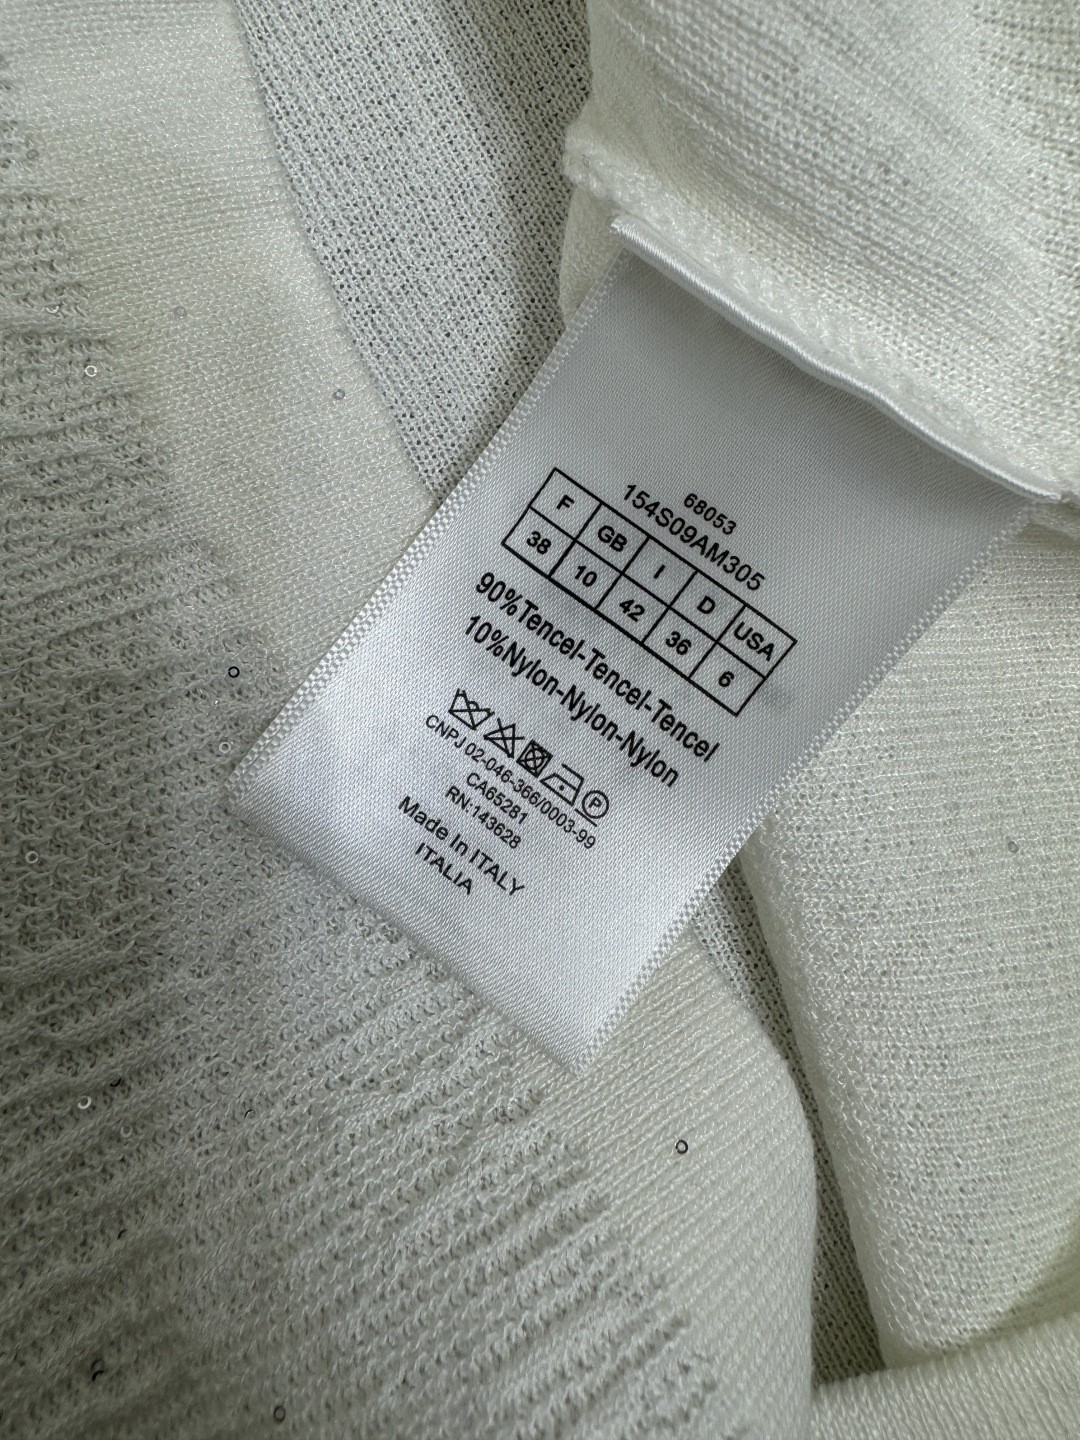 68053
154S09AM305
F GB I D USA
38 10 42 36 6
90%Tencel-Tencel-Tencel
10%Nylon-Nylon-Nylon
P
CNPJ 02-046-366/0003-99
CA65281
RN:143628
Made In ITALY
ITALIA